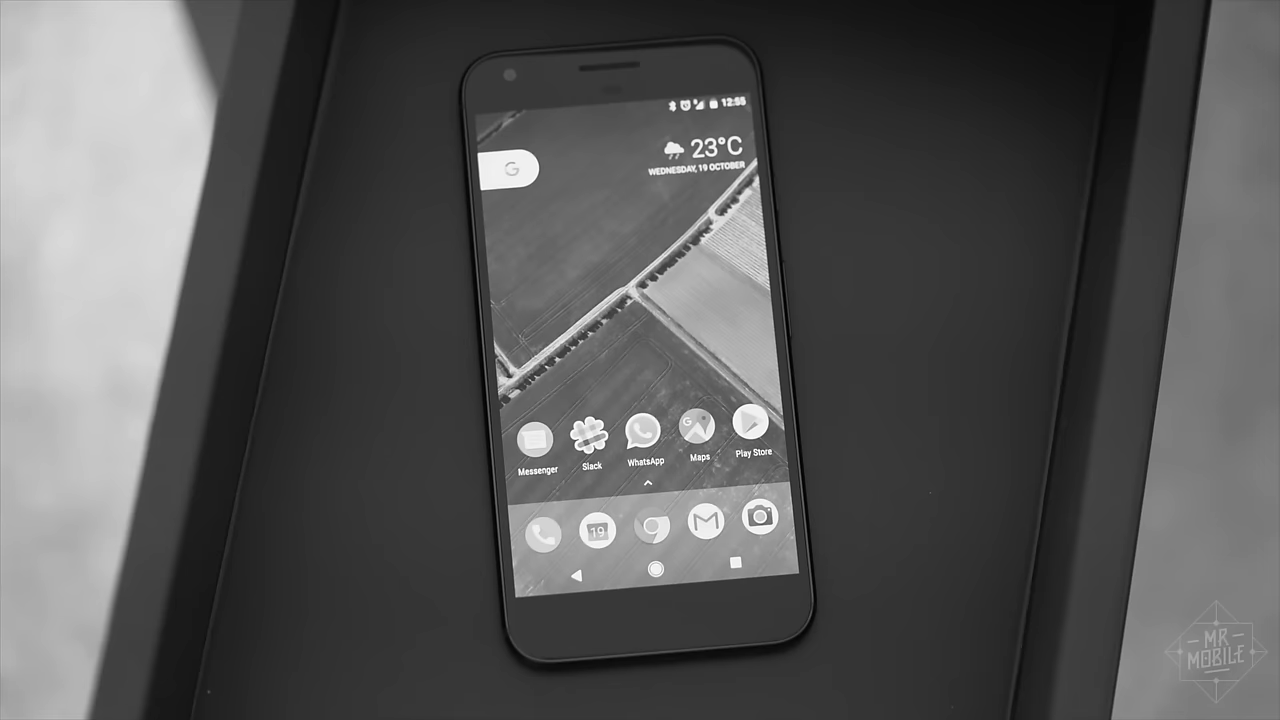 12:55
G
23°C
WEDNESDAY, 19 OCTOBER
G
Messenger
Slack
WhatsApp
Maps
Play Store
19
M
MR
MOBILE